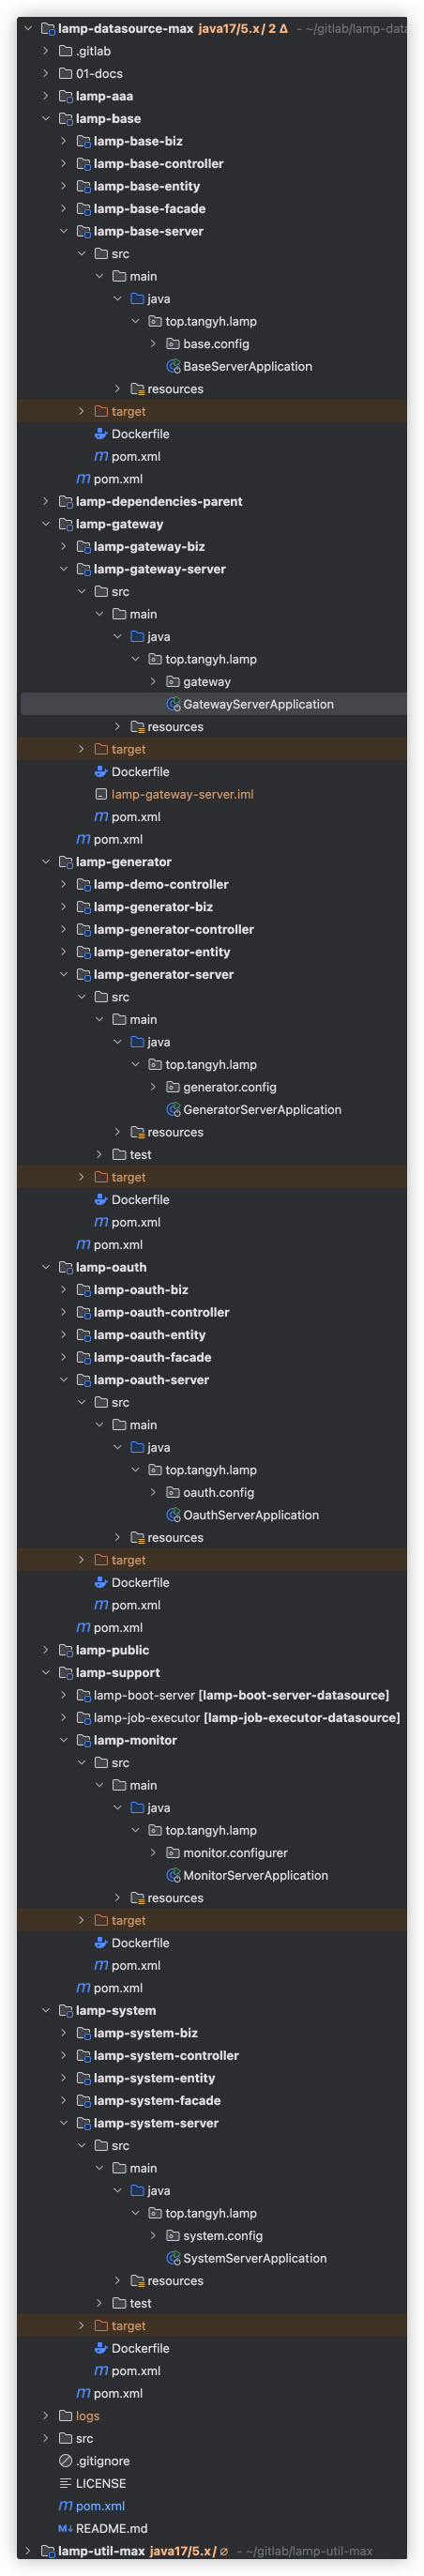 lamp-datasource-max java17/5.x / 2 Δ - ~/gitlab/lamp-data
.gitlab
01-docs
lamp-aaa
lamp-base
lamp-base-biz
lamp-base-controller
lamp-base-entity
lamp-base-facade
lamp-base-server
src
main
java
top.tangyh.lamp
base.config
BaseServerApplication
resources
target
Dockerfile
pom.xml
pom.xml
lamp-dependencies-parent
lamp-gateway
lamp-gateway-biz
lamp-gateway-server
src
main
java
top.tangyh.lamp
gateway
GatewayServerApplication
resources
target
Dockerfile
lamp-gateway-server.iml
pom.xml
pom.xml
lamp-generator
lamp-demo-controller
lamp-generator-biz
lamp-generator-controller
lamp-generator-entity
lamp-generator-server
src
main
java
top.tangyh.lamp
generator.config
GeneratorServerApplication
resources
test
target
Dockerfile
pom.xml
pom.xml
lamp-oauth
lamp-oauth-biz
lamp-oauth-controller
lamp-oauth-entity
lamp-oauth-facade
lamp-oauth-server
src
main
java
top.tangyh.lamp
oauth.config
OauthServerApplication
resources
target
Dockerfile
pom.xml
pom.xml
lamp-public
lamp-support
lamp-boot-server [lamp-boot-server-datasource]
lamp-job-executor [lamp-job-executor-datasource]
lamp-monitor
src
main
java
top.tangyh.lamp
monitor.configurer
MonitorServerApplication
resources
target
Dockerfile
pom.xml
pom.xml
lamp-system
lamp-system-biz
lamp-system-controller
lamp-system-entity
lamp-system-facade
lamp-system-server
src
main
java
top.tangyh.lamp
system.config
SystemServerApplication
resources
test
target
Dockerfile
pom.xml
pom.xml
logs
src
.gitignore
LICENSE
pom.xml
README.md
lamp-util-max java17/5.x / ∅ - ~/gitlab/lamp-util-max